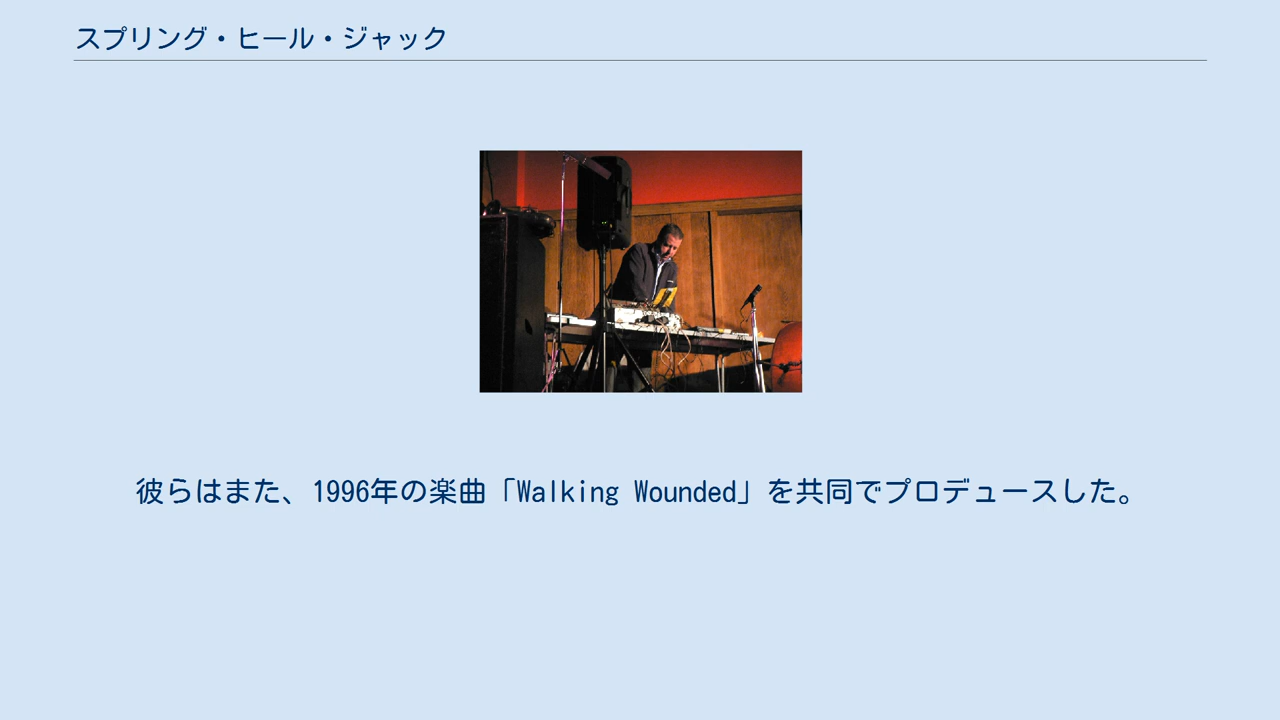 スプリング・ヒール・ジャック
彼らはまた、1996年の楽曲「Walking Wounded」を共同でプロデュースした。